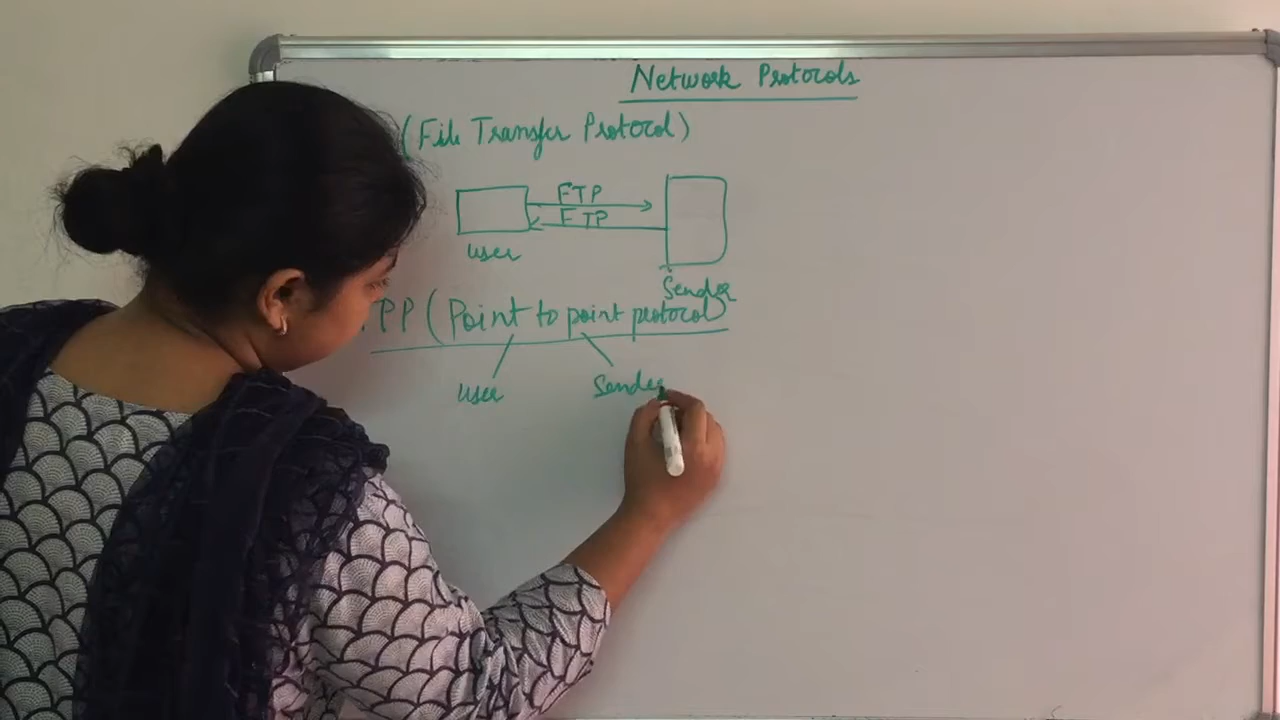 Network Protocols
(File Transfer Protocol)
FTP
FTP
user
Sender
PP (Point to point protocol
user Sender